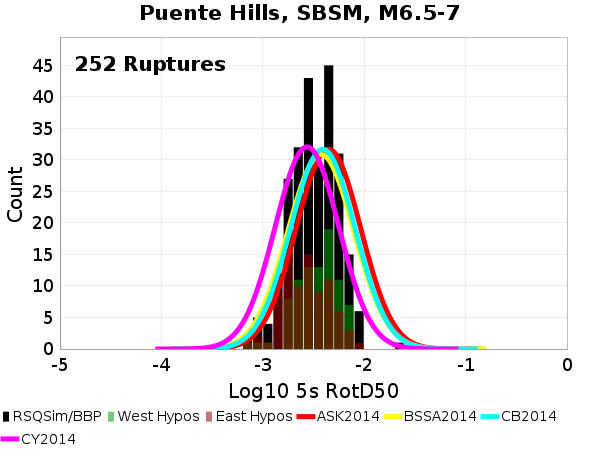 Puente Hills, SBSM, M6.5-7
252 Ruptures
Count
45
40
35
30
25
20
15
10
5
0
-5 -4 -3 -2 -1 0
Log10 5s RotD50
RSQSim/BBP West Hypos East Hypos ASK2014 BSSA2014 CB2014
CY2014